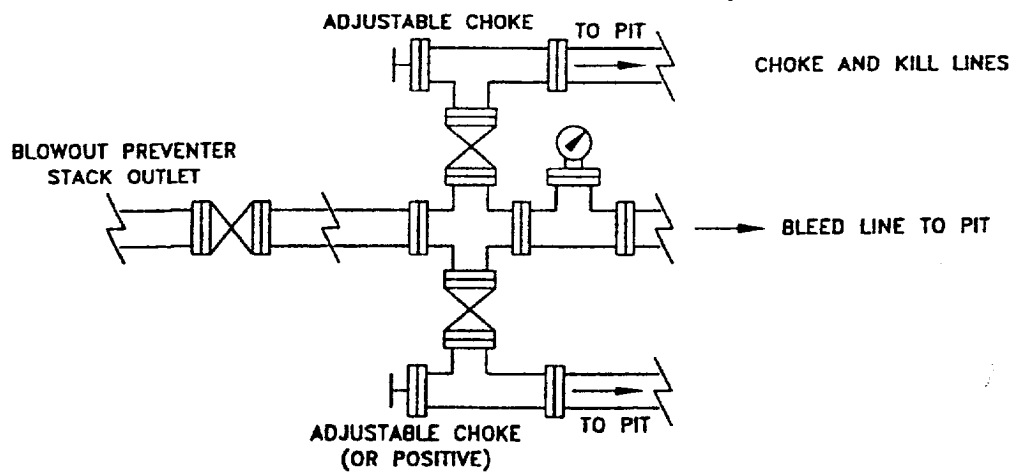 ADJUSTABLE CHOKE
TO PIT
CHOKE AND KILL LINES
BLOWOUT PREVENTER
STACK OUTLET
BLEED LINE TO PIT
TO PIT
ADJUSTABLE CHOKE
(OR POSITIVE)